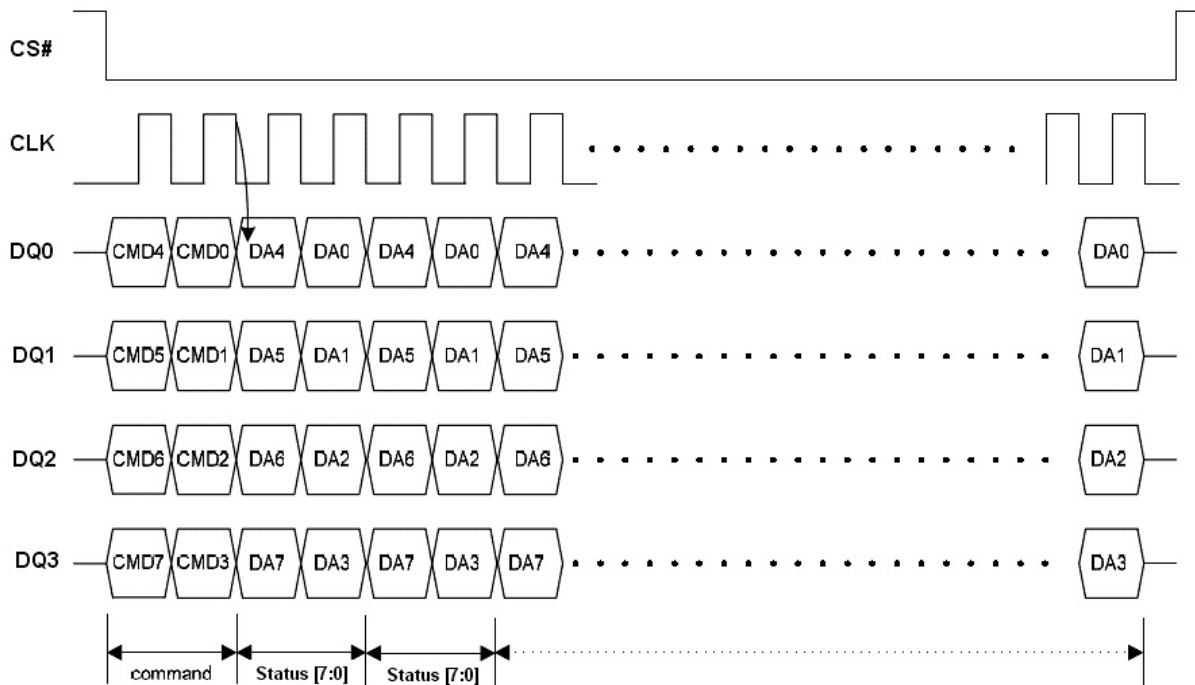 CS#
CLK
DQ0 CMD4 CMD0 DA4 DA0 DA4 DA0 DA4 DA0
DQ1 CMD5 CMD1 DA5 DA1 DA5 DA1 DA5 DA1
DQ2 CMD6 CMD2 DA6 DA2 DA6 DA2 DA6 DA2
DQ3 CMD7 CMD3 DA7 DA3 DA7 DA3 DA7 DA3
command Status [7:0] Status [7:0]